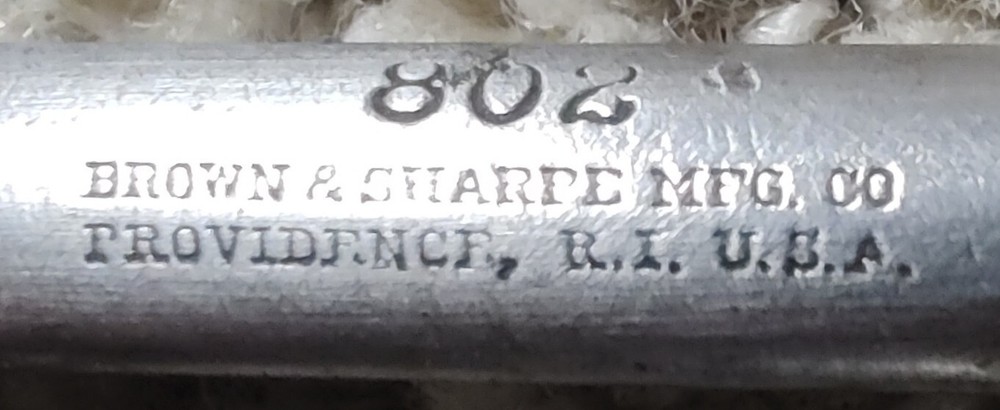 802
BROWN & SHARPE MFG. CO
PROVIDENCE, R.I. U.S.A.